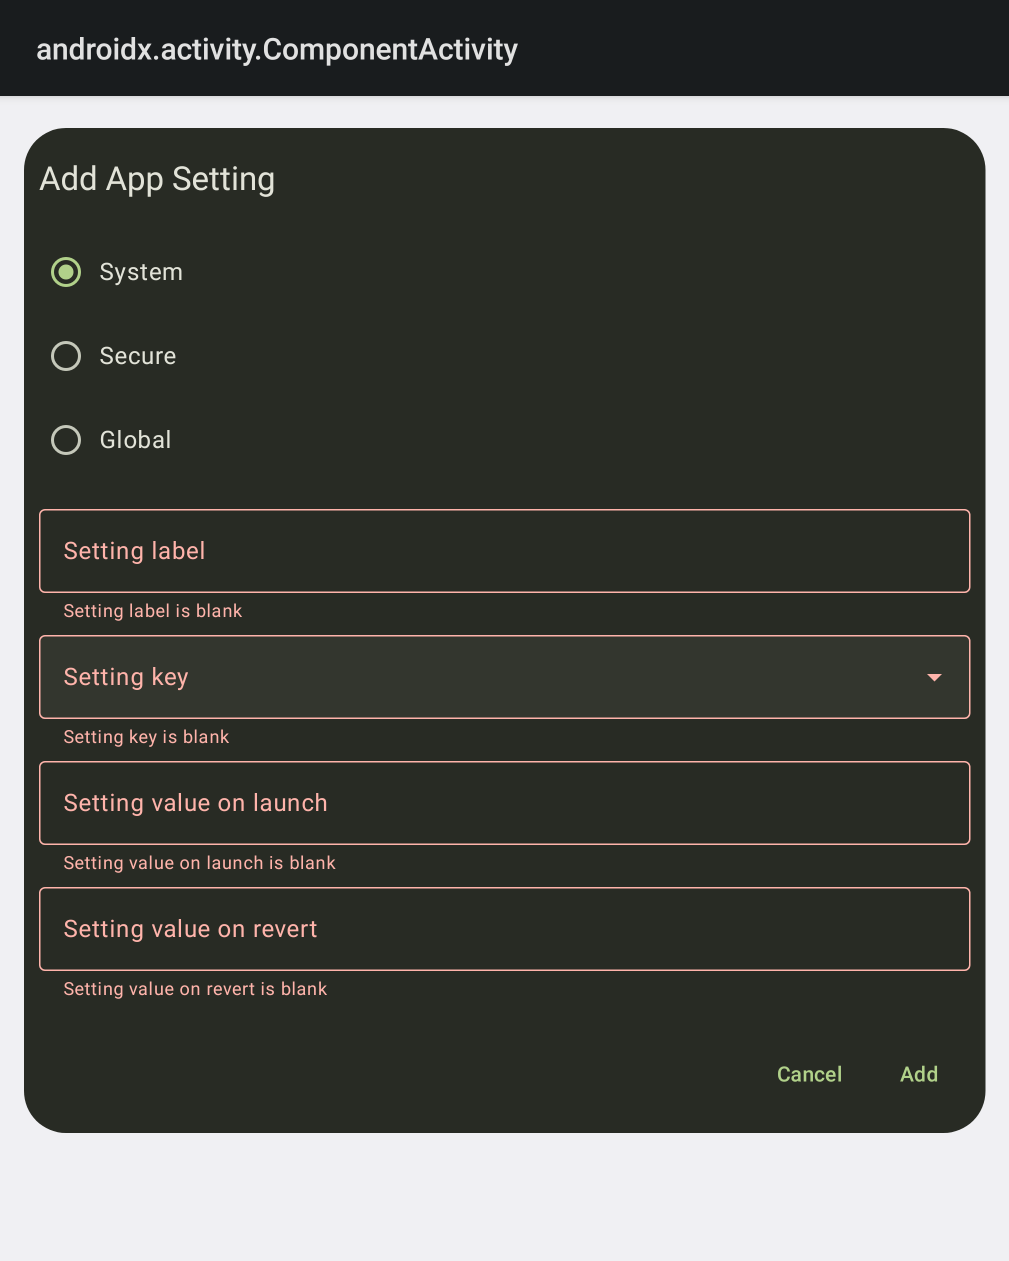 androidx.activity.ComponentActivity
Add App Setting
System
Secure
Global
Setting label
Setting label is blank
Setting key
Setting key is blank
Setting value on launch
Setting value on launch is blank
Setting value on revert
Setting value on revert is blank
Cancel Add